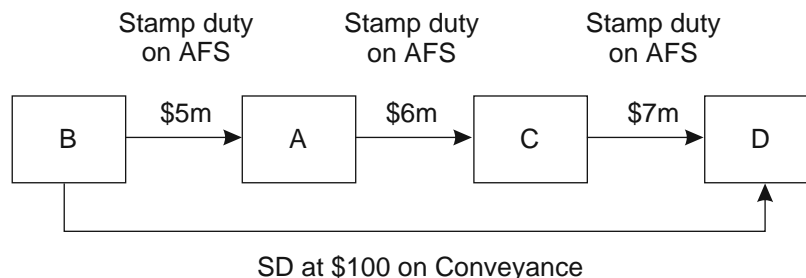 Stamp duty
on AFS
Stamp duty
on AFS
Stamp duty
on AFS
B
$5m
A
$6m
C
$7m
D
SD at $100 on Conveyance